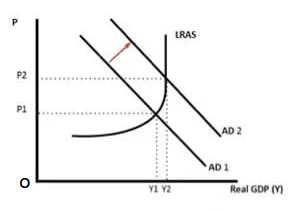 P
LRAS
P2
P1
AD 2
AD 1
O
Y1 Y2 Real GDP (Y)